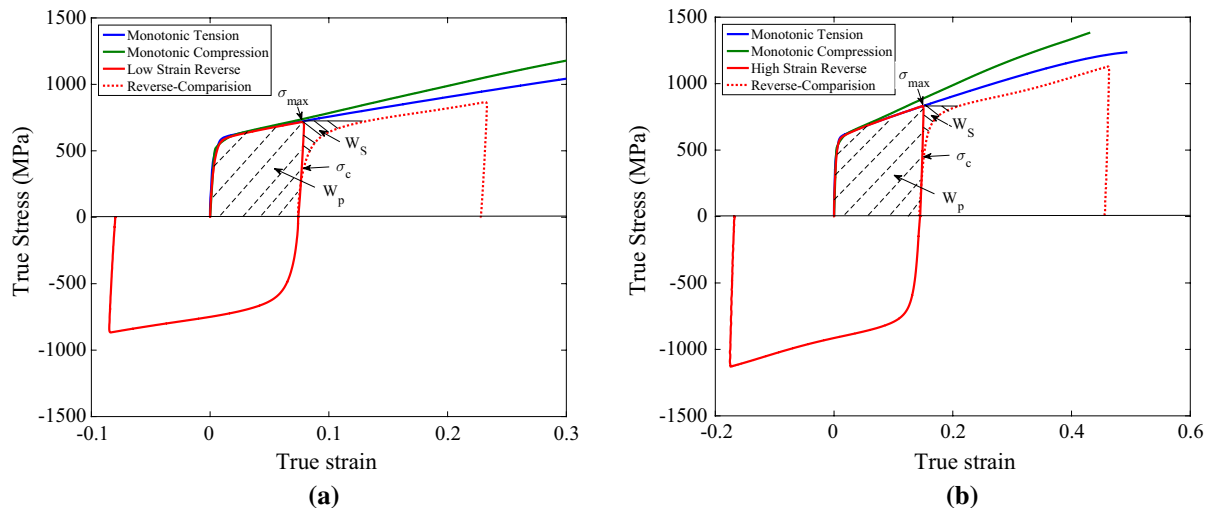 Monotonic Tension
Monotonic Compression
Low Strain Reverse
Reverse-Comparision
1500
1000
500
0
-500
-1000
-1500
True Stress (MPa)
σmax
WS
σc
Wp
-0.1 0 0.1 0.2 0.3
True strain
(a)
Monotonic Tension
Monotonic Compression
High Strain Reverse
Reverse-Comparision
1500
1000
500
0
-500
-1000
-1500
True Stress (MPa)
σmax
WS
σc
Wp
-0.2 0 0.2 0.4 0.6
True strain
(b)